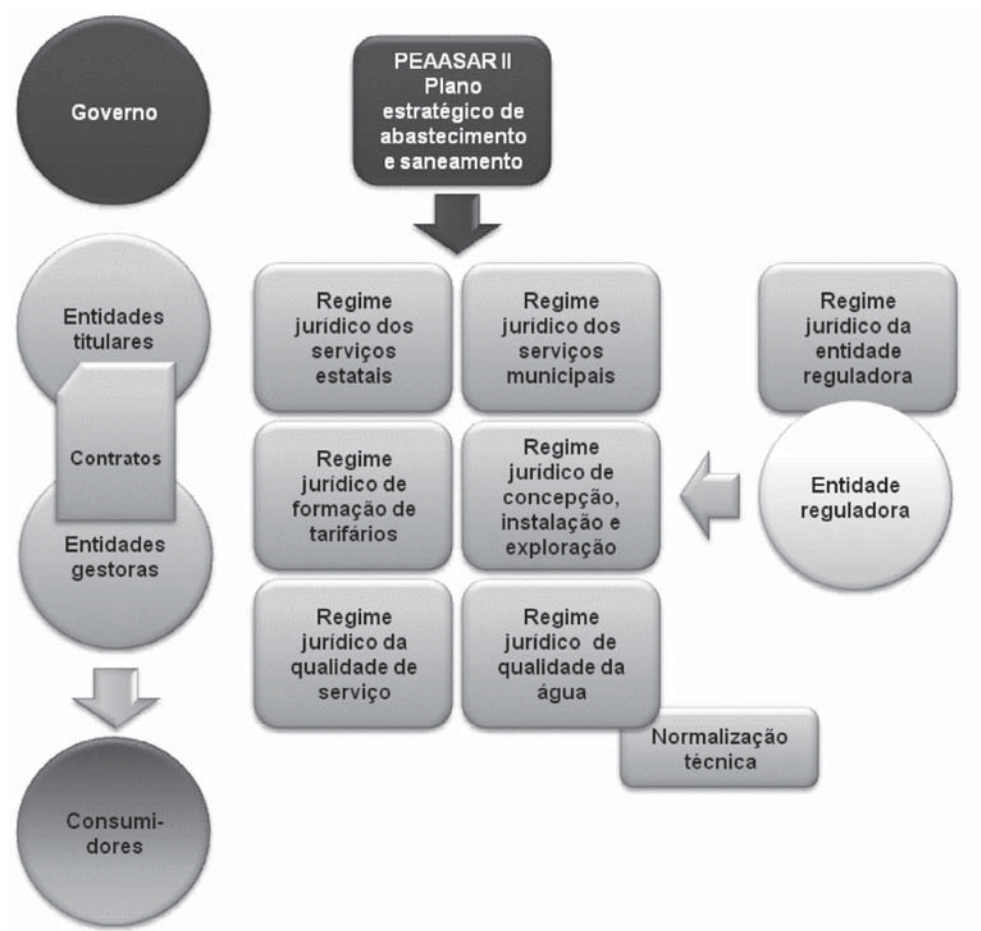 Governo
PEAASAR II
Plano
estratégico de
abastecimento
e saneamento
Entidades
titulares
Contratos
Entidades
gestoras
Consumi-
dores
Regime
jurídico dos
serviços
estatais
Regime
jurídico dos
serviços
municipais
Regime
jurídico de
formação de
tarifários
Regime
jurídico de
concepção,
instalação e
exploração
Regime
jurídico da
qualidade de
serviço
Regime
jurídico de
qualidade da
água
Normalização
técnica
Regime
jurídico da
entidade
reguladora
Entidade
reguladora